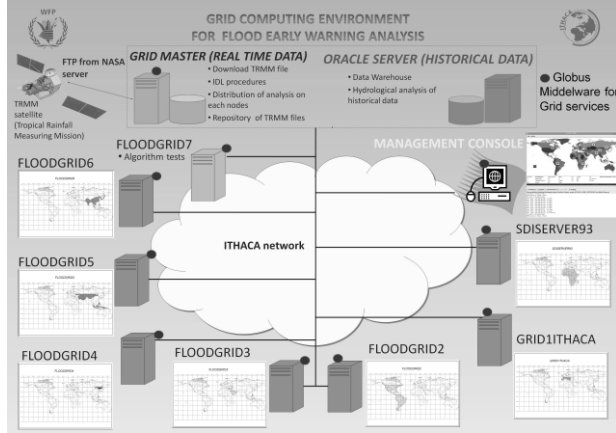 WFP
GRID COMPUTING ENVIRONMENT
FOR FLOOD EARLY WARNING ANALYSIS
ITHACA
FTP from NASA
server
TRMM
satellite
(Tropical Rainfall
Measuring Mission)
GRID MASTER (REAL TIME DATA)
• Download TRMM file
• IDL procedures
• Distribution of analysis on
each nodes
• Repository of TRMM files
ORACLE SERVER (HISTORICAL DATA)
• Data Warehouse
• Hydrological analysis of
historical data
Globus
Middelware for
Grid services
FLOODGRID7
• Algorithm tests
MANAGEMENT CONSOLE
FLOODGRID6
ITHACA network
SDISERVER93
FLOODGRID5
GRID1ITHACA
FLOODGRID4
FLOODGRID3
FLOODGRID2